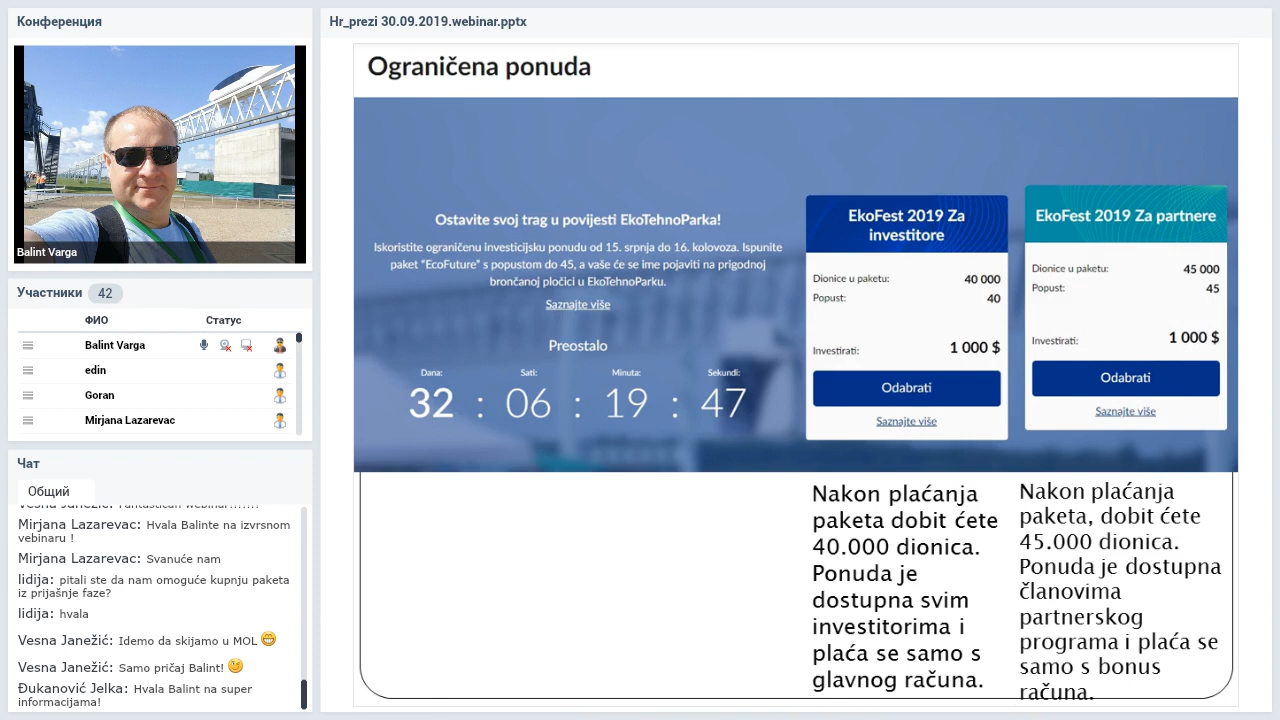 Конференция
Balint Varga
Участники 42
ФИО Статус
Balint Varga
edin
Goran
Mirjana Lazarevac
Чат
Общий
Vesna Janežić: Fantastičan webinar!!!!!!!
Mirjana Lazarevac: Hvala Balinte na izvrsnom
vebinaru !
Mirjana Lazarevac: Svanuće nam
lidija: pitali ste da nam omoguće kupnju paketa
iz prijašnje faze?
lidija: hvala
Vesna Janežić: Idemo da skijamo u MOL
Vesna Janežić: Samo pričaj Balint!
Đukanović Jelka: Hvala Balint na super
informacijama!
Hr_prezi 30.09.2019.webinar.pptx
Ograničena ponuda
Ostavite svoj trag u povijesti EkoTehnoParka!
Iskoristite ograničenu investicijsku ponudu od 15. srpnja do 16. kolovoza. Ispunite
paket "EcoFuture" s popustom do 45, a vaše će se ime pojaviti na prigodnoj
brončanoj pločici u EkoTehnoParku.
Saznajte više
Preostalo
Dana: Sati: Minuta: Sekundi:
32 : 06 : 19 : 47
EkoFest 2019 Za
investitore
Dionice u paketu: 40 000
Popust: 40
Investirati: 1 000 $
Odabrati
Saznajte više
EkoFest 2019 Za partnere
Dionice u paketu: 45 000
Popust: 45
Investirati: 1 000 $
Odabrati
Saznajte više
Nakon plaćanja
paketa dobit ćete
40.000 dionica.
Ponuda je
dostupna svim
investitorima i
plaća se samo s
glavnog računa.
Nakon plaćanja
paketa, dobit ćete
45.000 dionica.
Ponuda je dostupna
članovima
partnerskog
programa i plaća se
samo s bonus
računa.